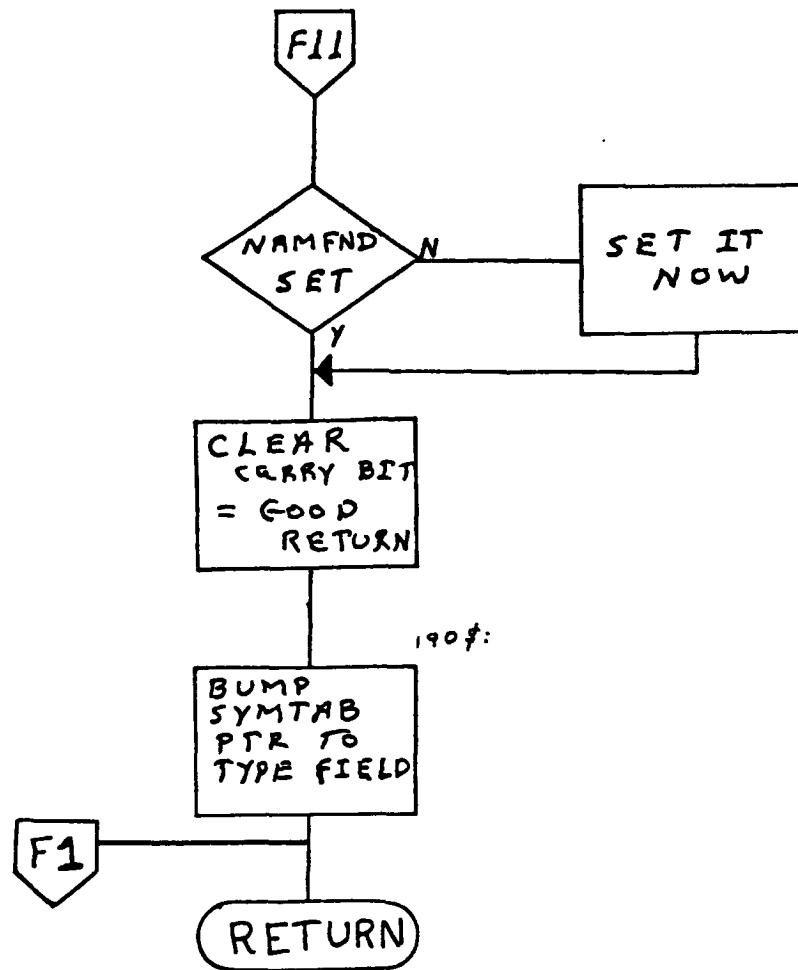 F11
NAMFND
SET
N
SET IT
NOW
Y
CLEAR
CARRY BIT
= GOOD
RETURN
190$:
BUMP
SYMTAB
PTR TO
TYPE FIELD
F1
RETURN